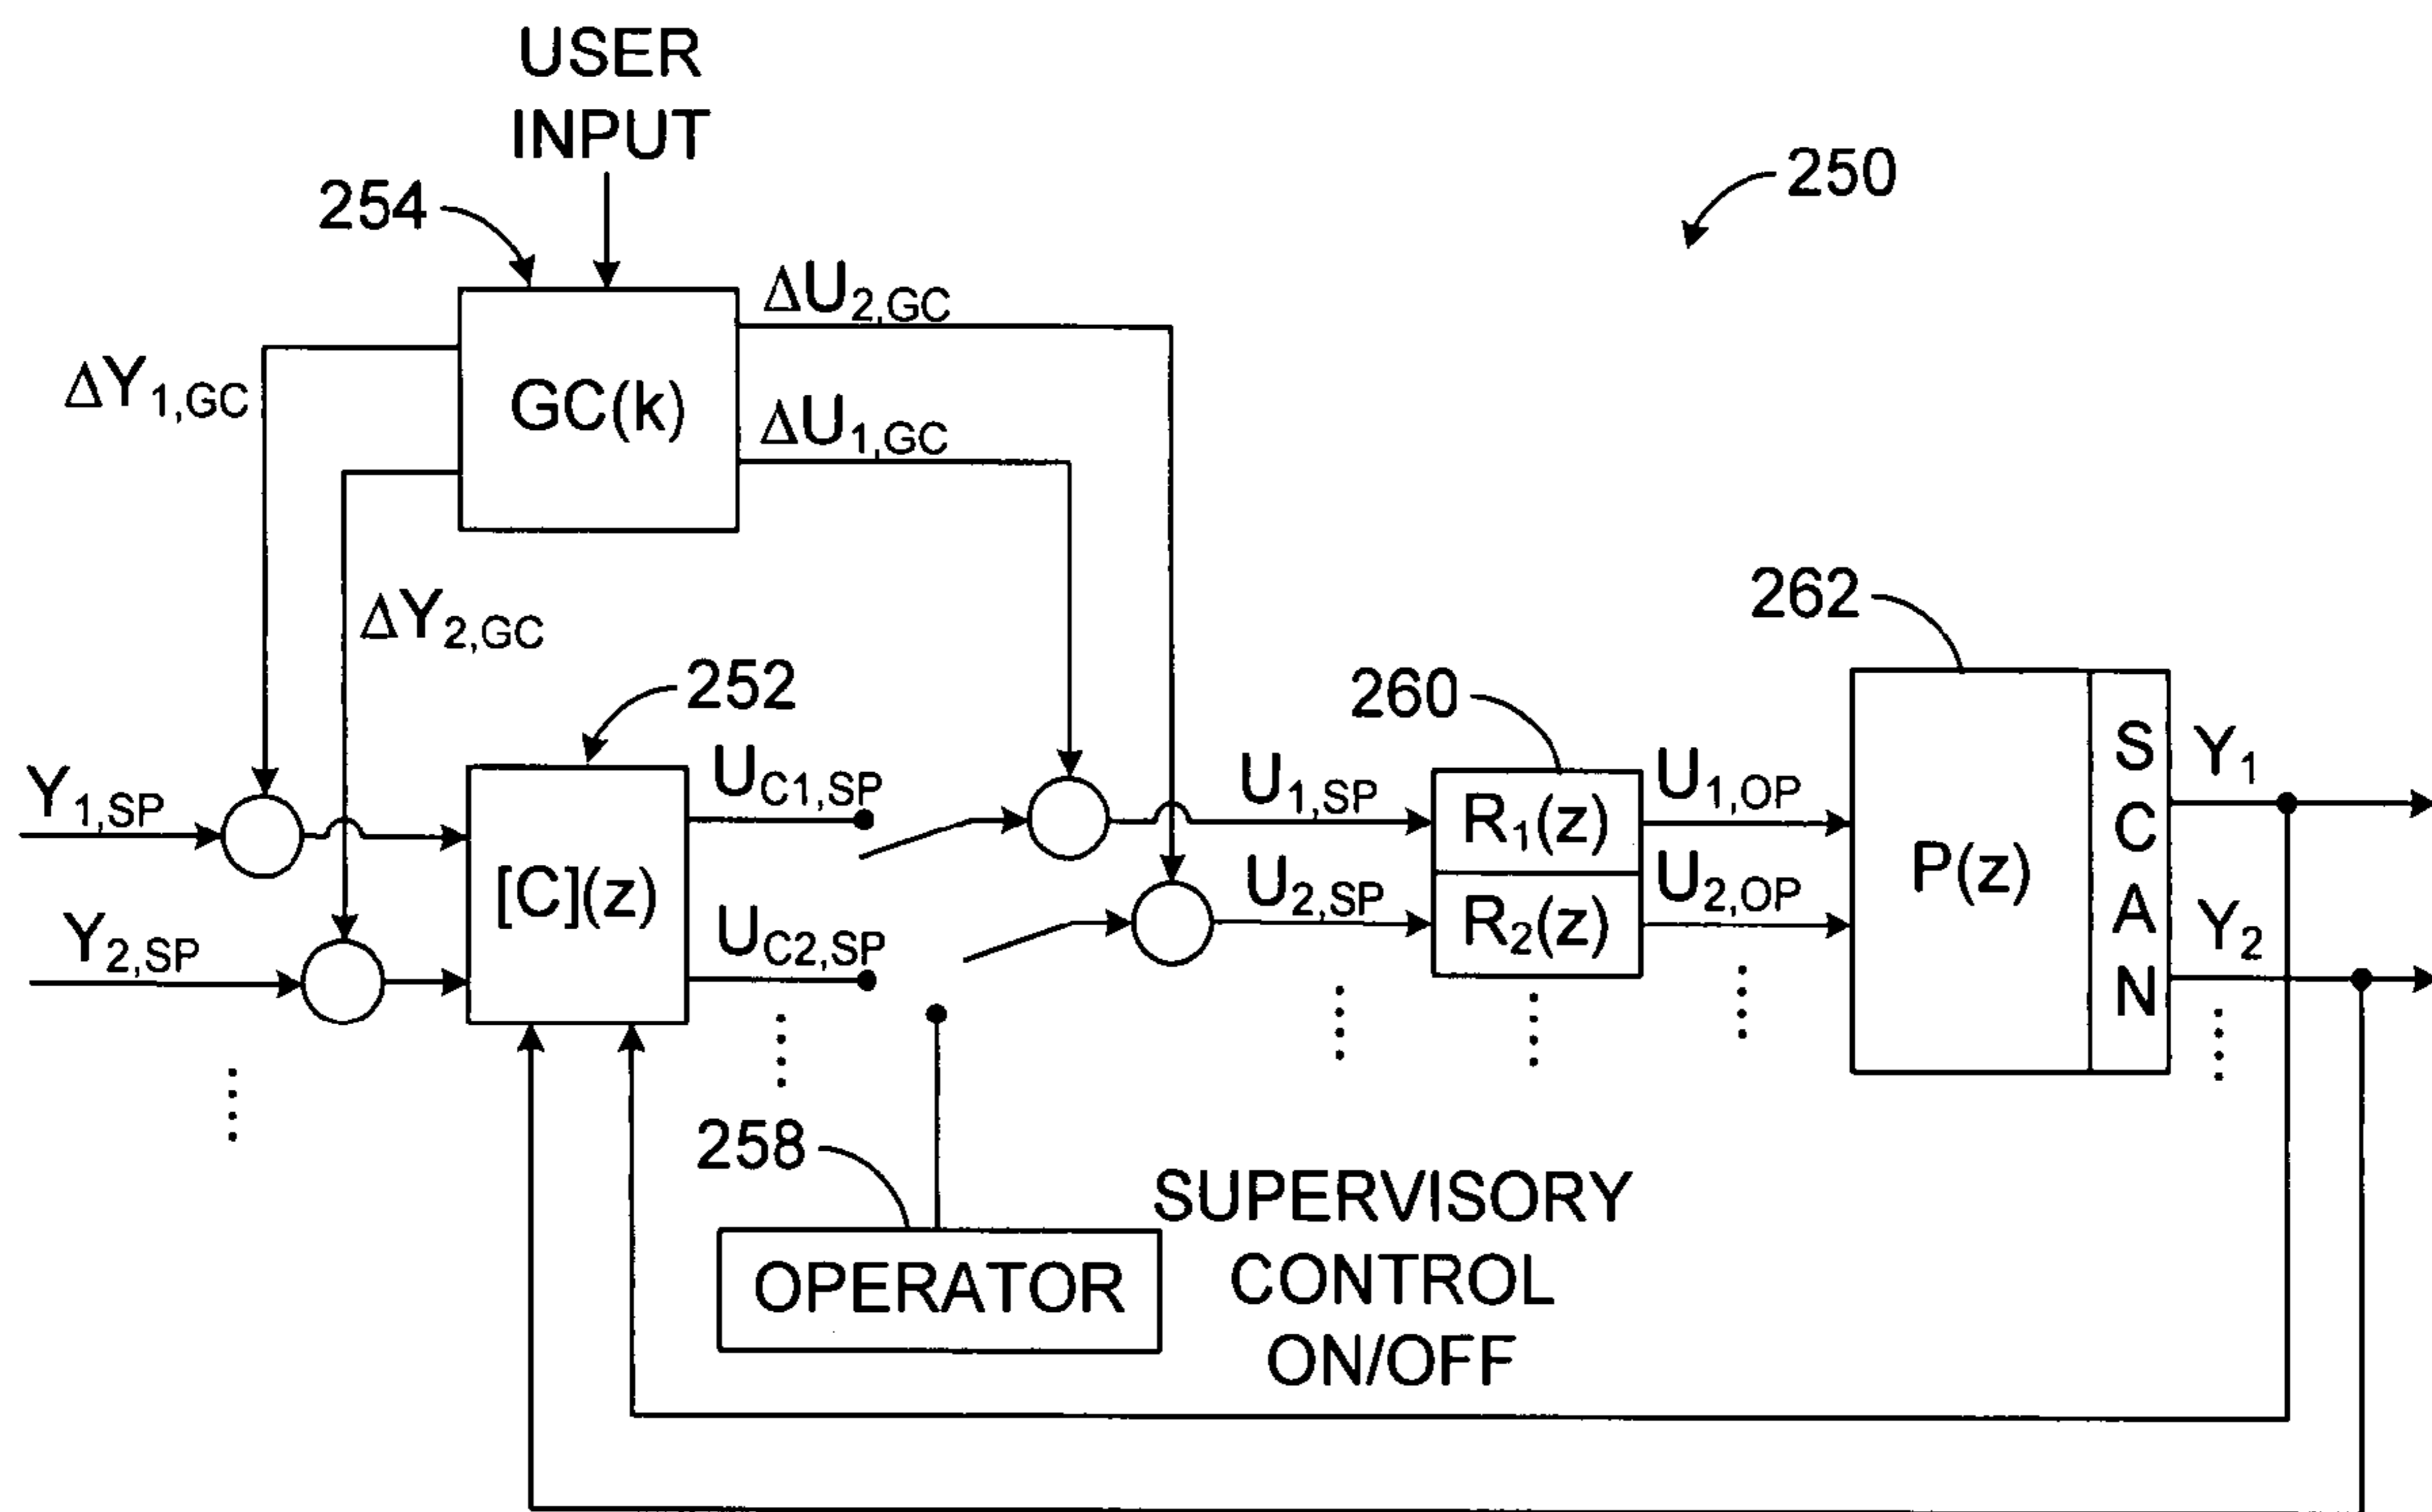 USER
INPUT
250
254
ΔU2,GC
ΔY1,GC
GC(k)
ΔU1,GC
262
ΔY2,GC
252
260
UC1,SP
Y1,SP
U1,SP
R1(z)
U1,OP
S
C
A
N
Y1
[C](z)
P(z)
Y2,SP
UC2,SP
U2,SP
R2(z)
U2,OP
Y2
258
OPERATOR
SUPERVISORY
CONTROL
ON/OFF